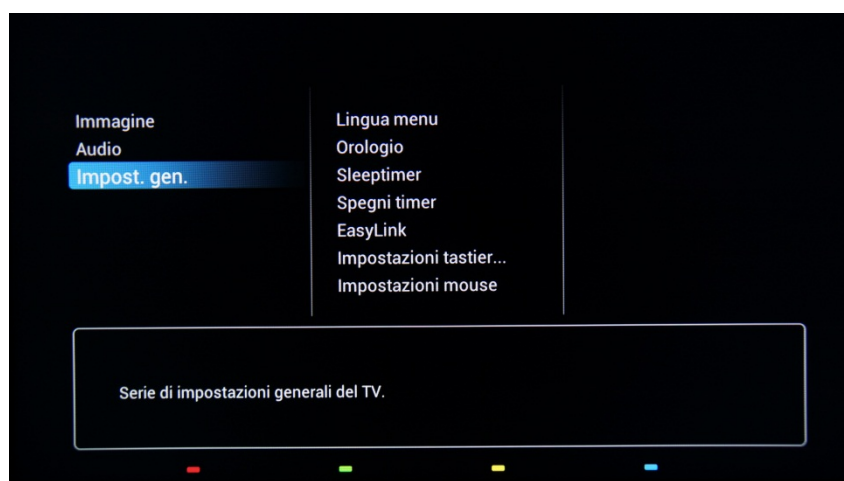 Immagine
Audio
Impost. gen.
Lingua menu
Orologio
Sleeptimer
Spegni timer
EasyLink
Impostazioni tastier...
Impostazioni mouse
Serie di impostazioni generali del TV.